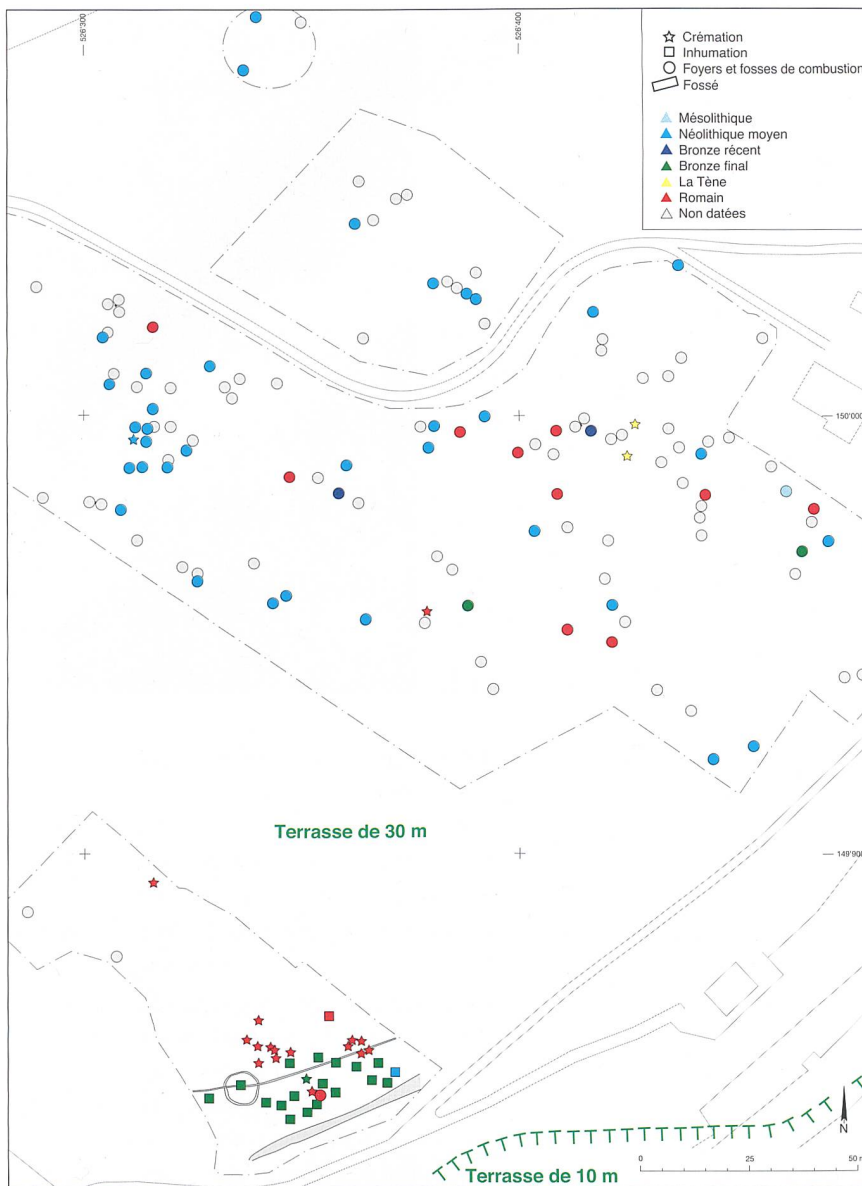 526'300
526'400
Crémation
Inhumation
Foyers et fosses de combustion
Fossé
Mésolithique
Néolithique moyen
Bronze récent
Bronze final
La Tène
Romain
Non datées
150'000
Terrasse de 30 m
149'900
N
0 25 50 m
Terrasse de 10 m